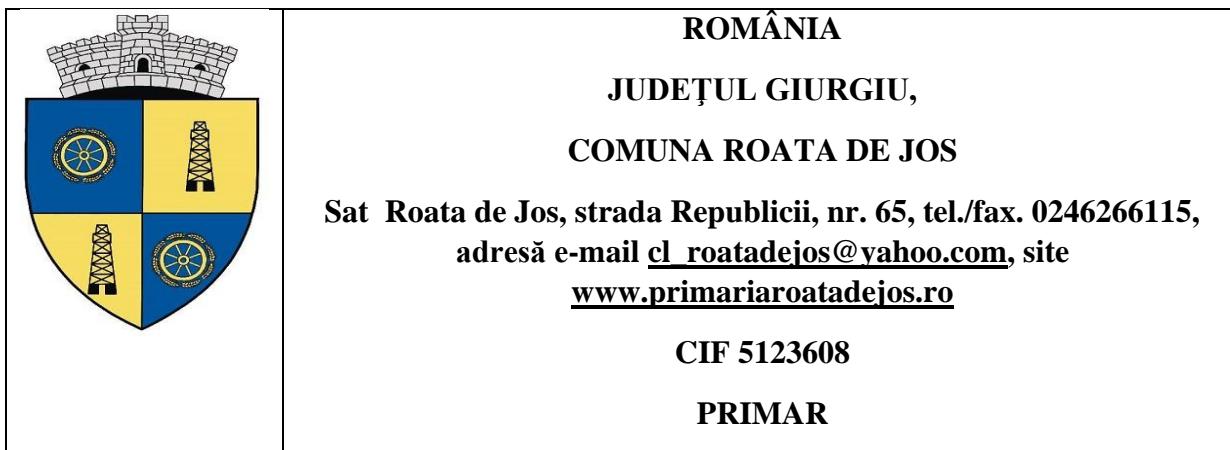 ROMÂNIA
JUDEŢUL GIURGIU,
COMUNA ROATA DE JOS
Sat Roata de Jos, strada Republicii, nr. 65, tel./fax. 0246266115,
adresă e-mail cl_roatadejos@yahoo.com, site
www.primariaroatadejos.ro
CIF 5123608
PRIMAR